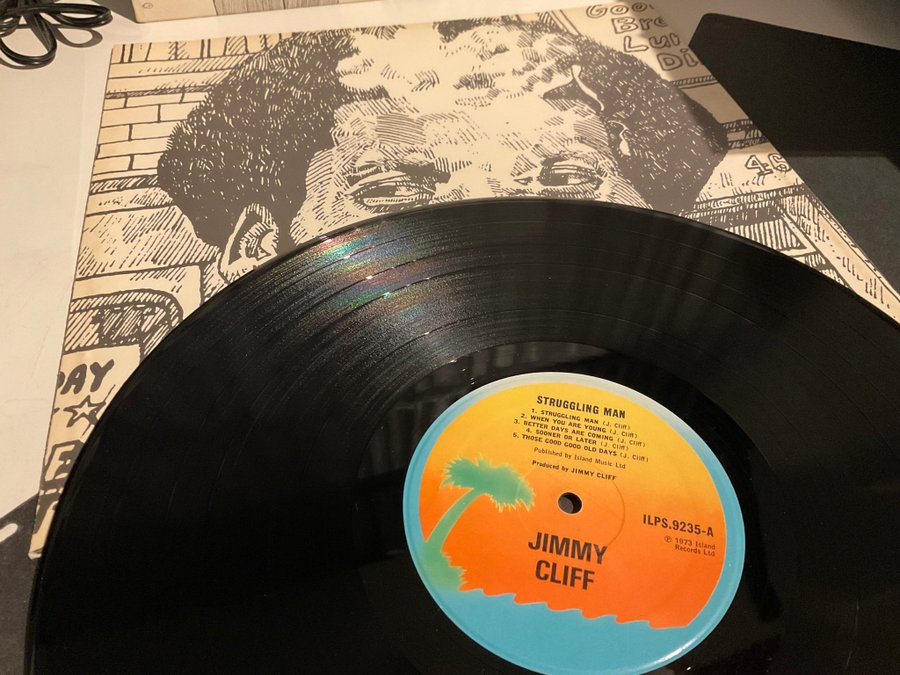 STRUGGLING MAN
1. STRUGGLING MAN (J. Cliff)
2. WHEN YOU ARE YOUNG (J. Cliff)
3. BETTER DAYS ARE COMING (J. Cliff)
4. SOONER OR LATER (J. Cliff)
5. THOSE GOOD GOOD OLD DAYS (J. Cliff)
Published by Island Music Ltd
Produced by JIMMY CLIFF
ILPS.9235-A
℗ 1973 Island
Records Ltd
JIMMY
CLIFF
46